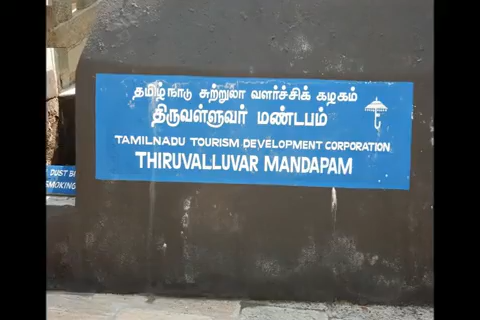 தமிழ்நாடு சுற்றுலா வளர்ச்சிக் கழகம்
திருவள்ளுவர் மண்டபம்
TAMILNADU TOURISM DEVELOPMENT CORPORATION
THIRUVALLUVAR MANDAPAM
DUST BI
SMOKING